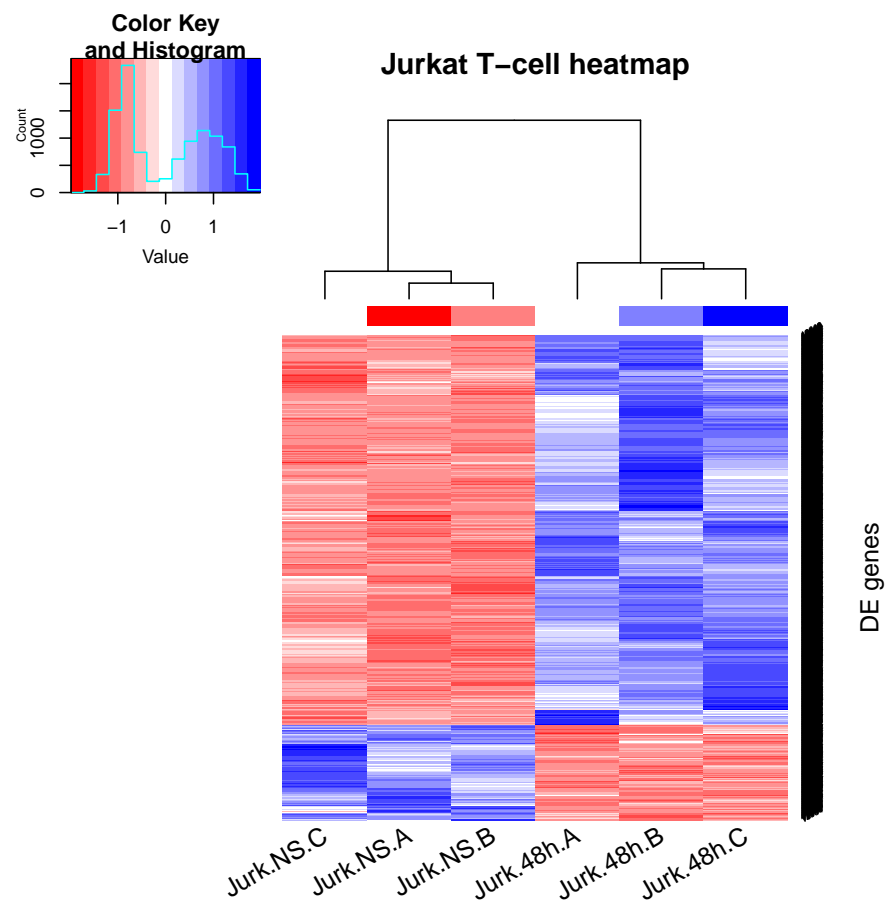 Color Key
and Histogram
Count
0
1000
−1
0
1
Value
Jurkat T−cell heatmap
DE genes
Jurk.NS.C
Jurk.NS.A
Jurk.NS.B
Jurk.48h.A
Jurk.48h.B
Jurk.48h.C